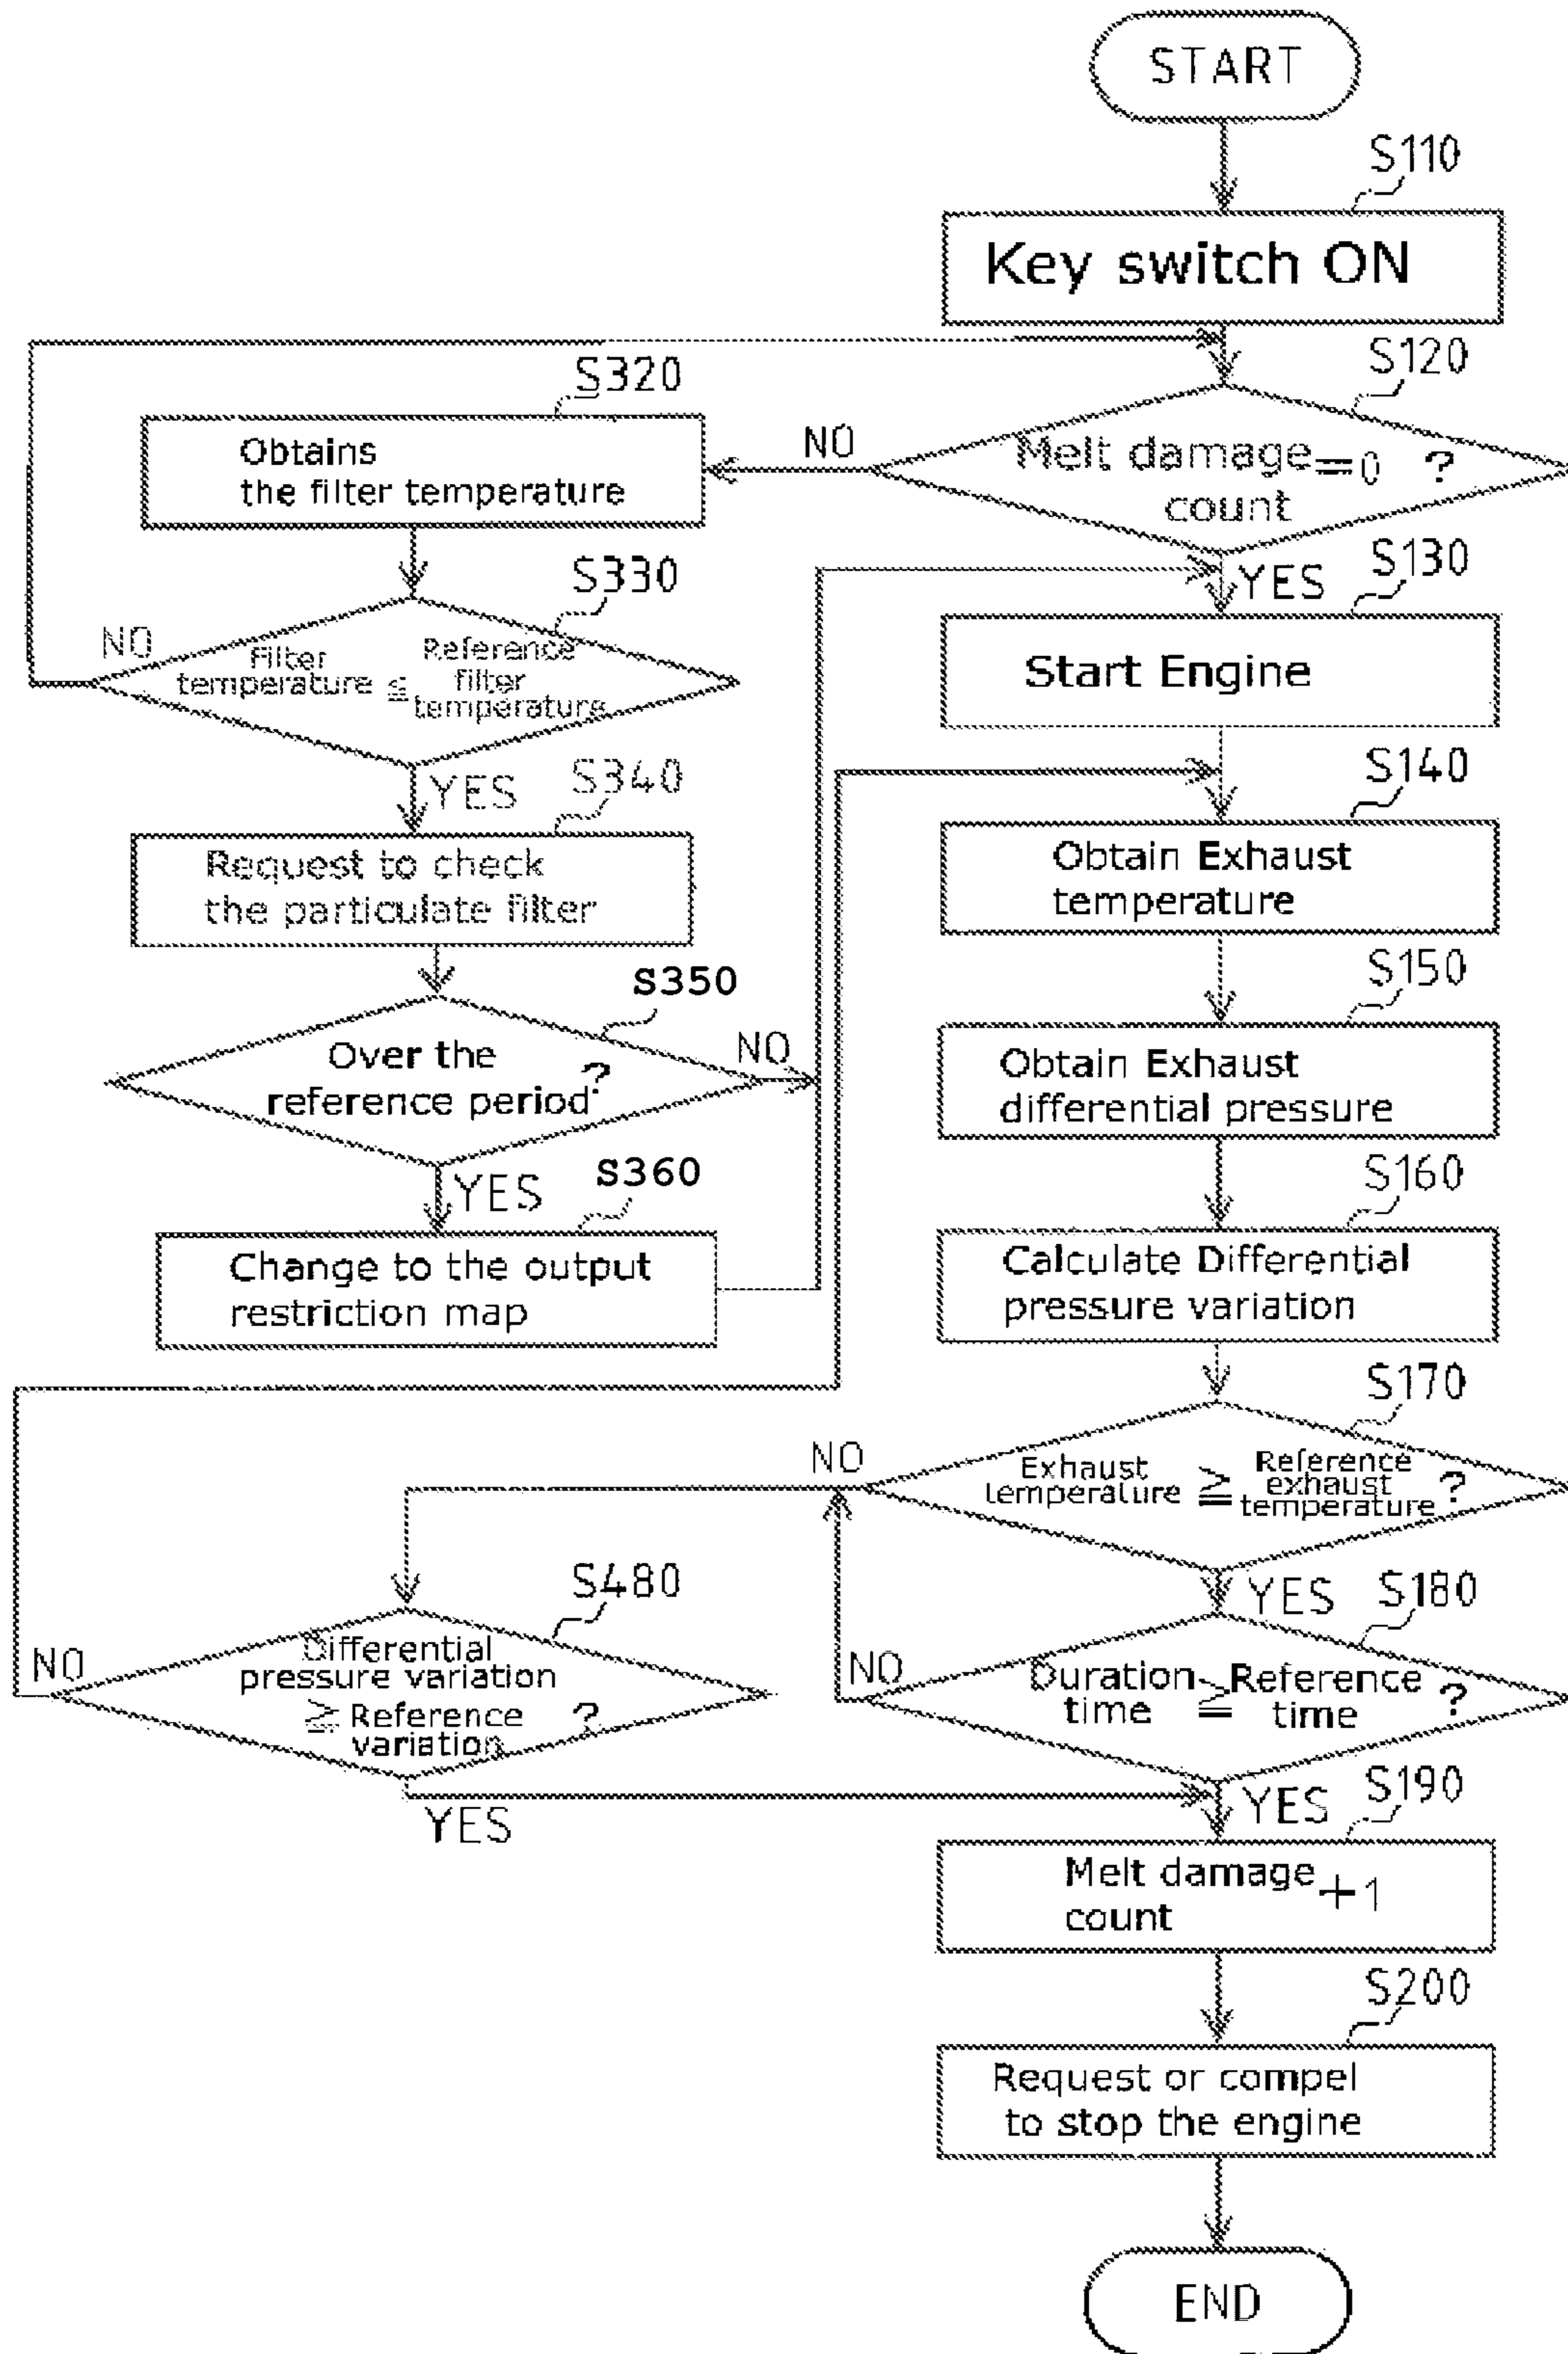 START
S110
Key switch ON
S120
Melt damage
count
=0 ?
NO
YES
S320
Obtains
the filter temperature
S330
Filter
temperature
≦
Reference
filter
temperature
NO
YES
S340
Request to check
the particulate filter
S350
Over the
reference period?
NO
YES
S360
Change to the output
restriction map
S130
Start Engine
S140
Obtain Exhaust
temperature
S150
Obtain Exhaust
differential pressure
S160
Calculate Differential
pressure variation
S170
Exhaust
temperature
≧
Reference
exhaust
temperature
?
NO
YES
S480
Differential
pressure variation
≧ Reference
variation
?
NO
YES
S180
Duration
time
≧
Reference
time
?
NO
YES
S190
Melt damage
count
+1
S200
Request or compel
to stop the engine
END